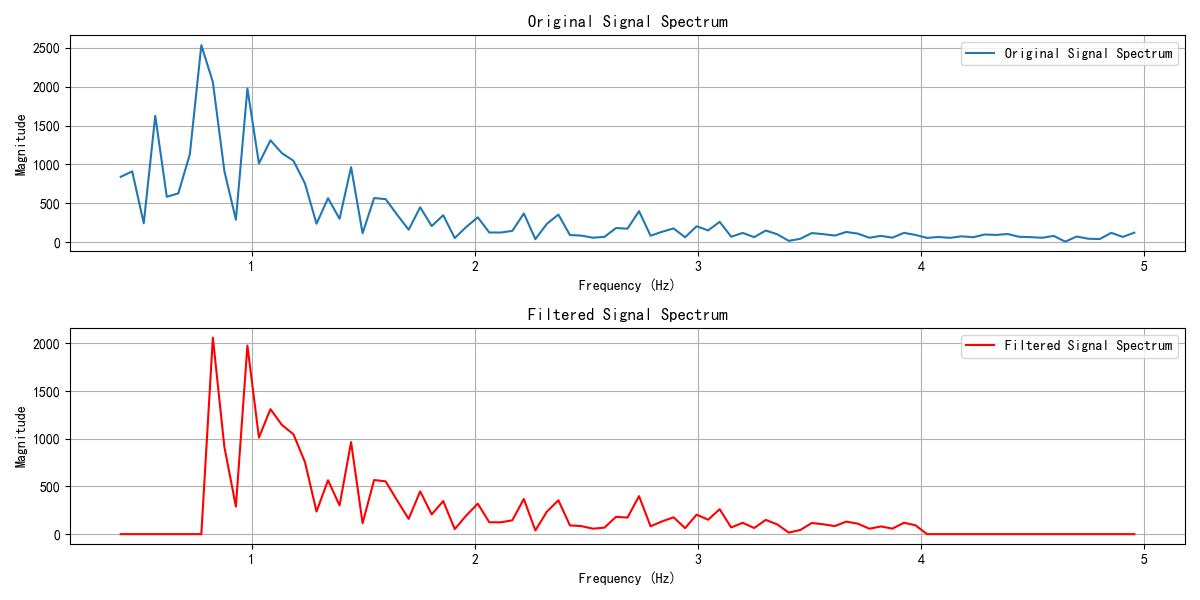 Original Signal Spectrum
2500
2000
1500
1000
500
0
Magnitude
Original Signal Spectrum
1 2 3 4 5
Frequency (Hz)
Filtered Signal Spectrum
2000
1500
1000
500
0
Magnitude
Filtered Signal Spectrum
1 2 3 4 5
Frequency (Hz)